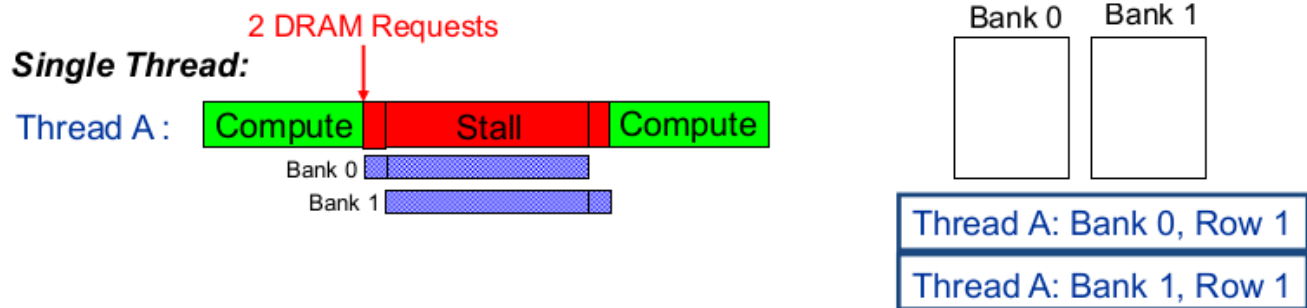 2 DRAM Requests
Single Thread:
Thread A :
Compute
Stall
Compute
Bank 0
Bank 1
Bank 0
Bank 1
Thread A: Bank 0, Row 1
Thread A: Bank 1, Row 1